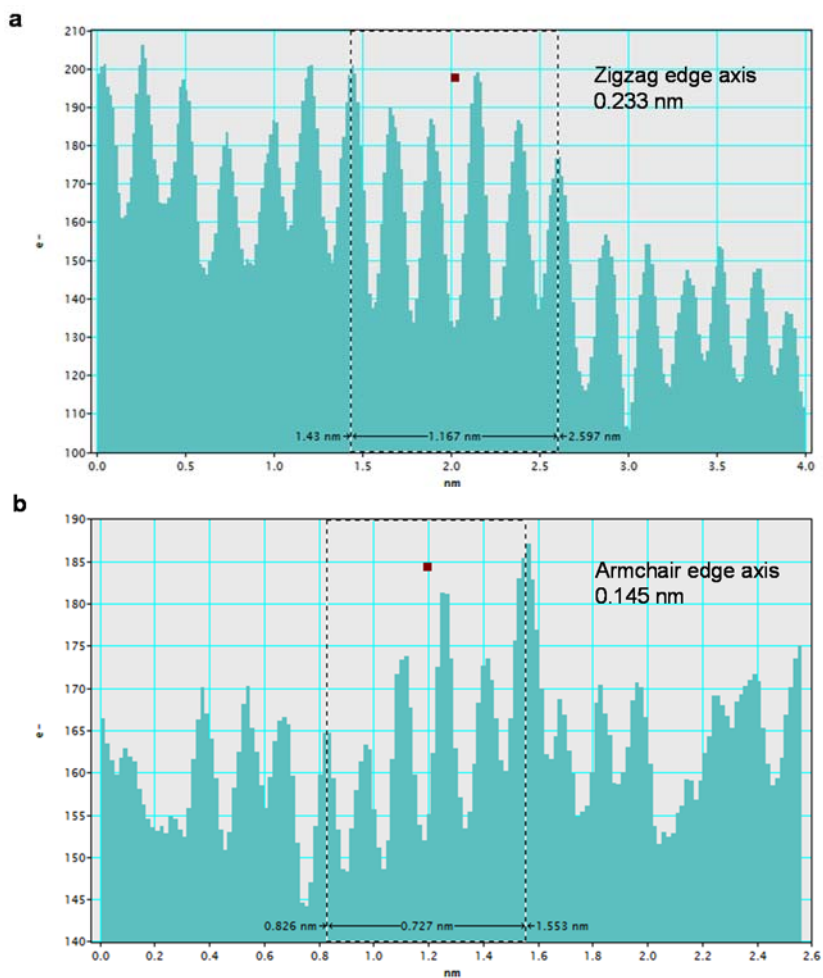 a
210
200
190
180
170
160
150
140
130
120
110
100
e -
Zigzag edge axis
0.233 nm
1.43 nm 1.167 nm 2.597 nm
0.0 0.5 1.0 1.5 2.0 2.5 3.0 3.5 4.0
nm
b
190
185
180
175
170
165
160
155
150
145
140
e -
Armchair edge axis
0.145 nm
0.826 nm 0.727 nm 1.553 nm
0.0 0.2 0.4 0.6 0.8 1.0 1.2 1.4 1.6 1.8 2.0 2.2 2.4 2.6
nm